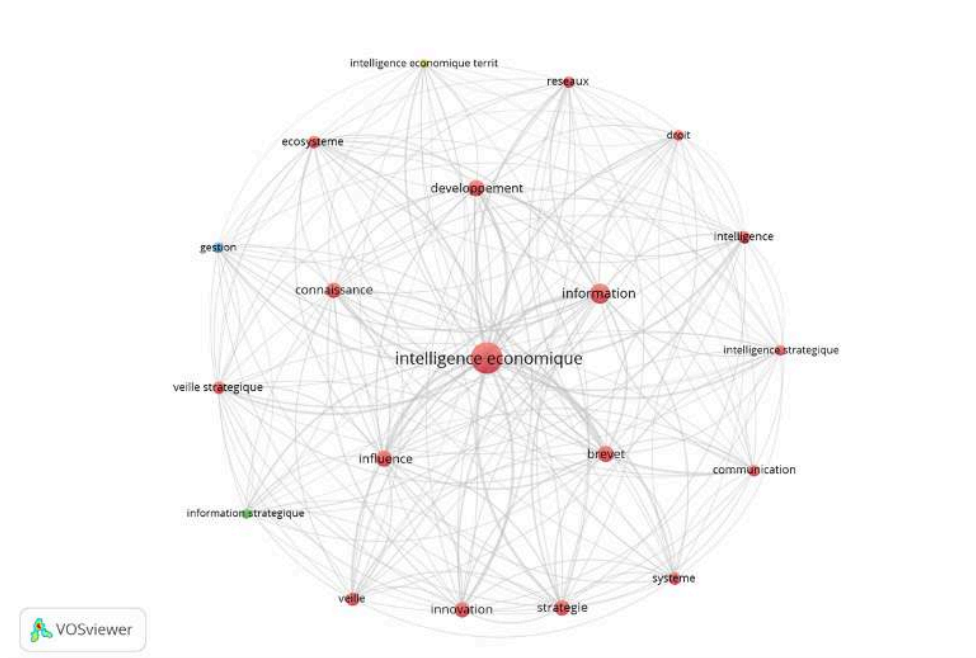 intelligence economique territ
reseaux
droit
ecosysteme
developpement
intelligence
gestion
connaissance
information
intelligence strategique
intelligence economique
veille strategique
influence
brevet
communication
information strategique
systeme
veille
innovation
strategie
VOSviewer